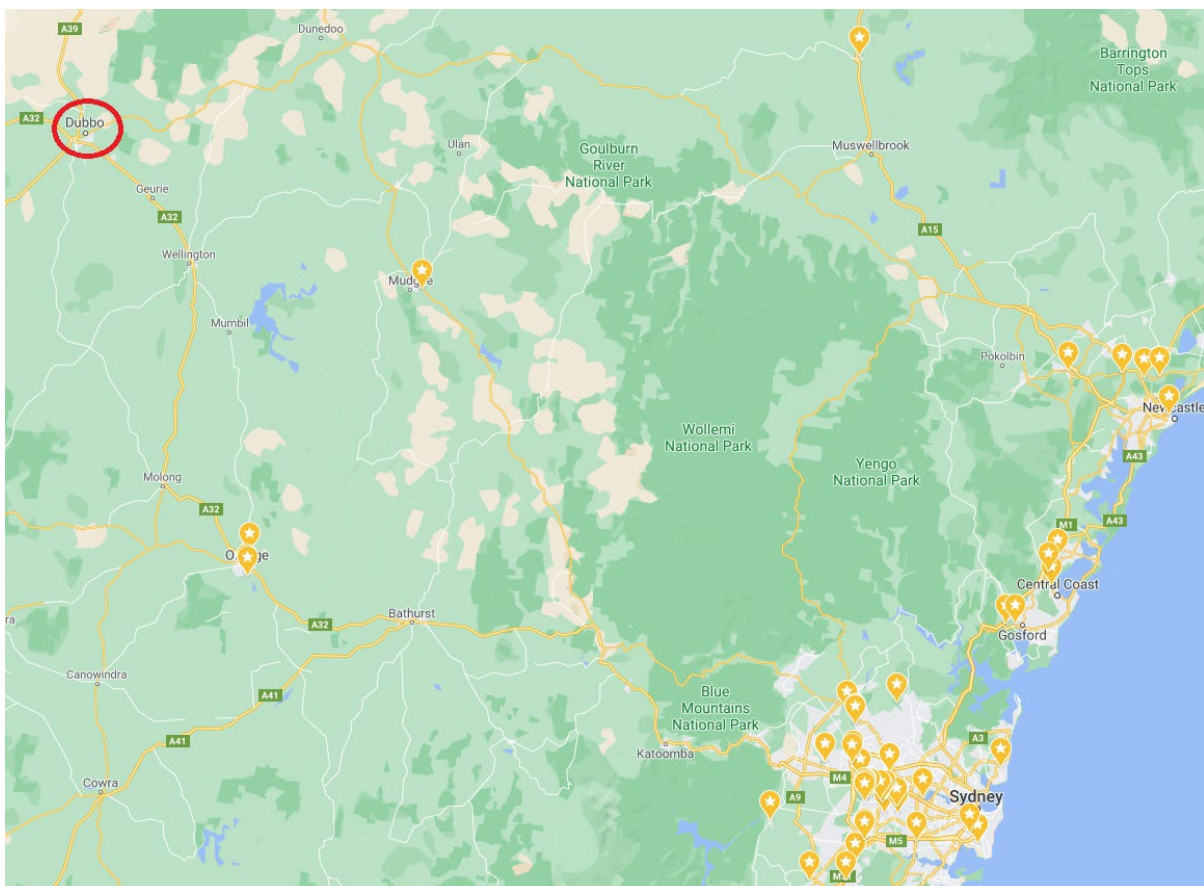 A39
Dunedoo
Barrington
Tops
National Park
A32
Dubbo
Ulan
Goulburn
River
National Park
Muswellbrook
Geurie
A32
A15
Wellington
Mumbil
Pokolbin
Wollemi
National Park
Yengo
National Park
A43
Molong
A32
M1
A43
Central Coast
Bathurst
A32
Gosford
Canowindra
A41
Blue
Mountains
National Park
A3
A41
Katoomba
M4
Cowra
A9
Sydney
M5